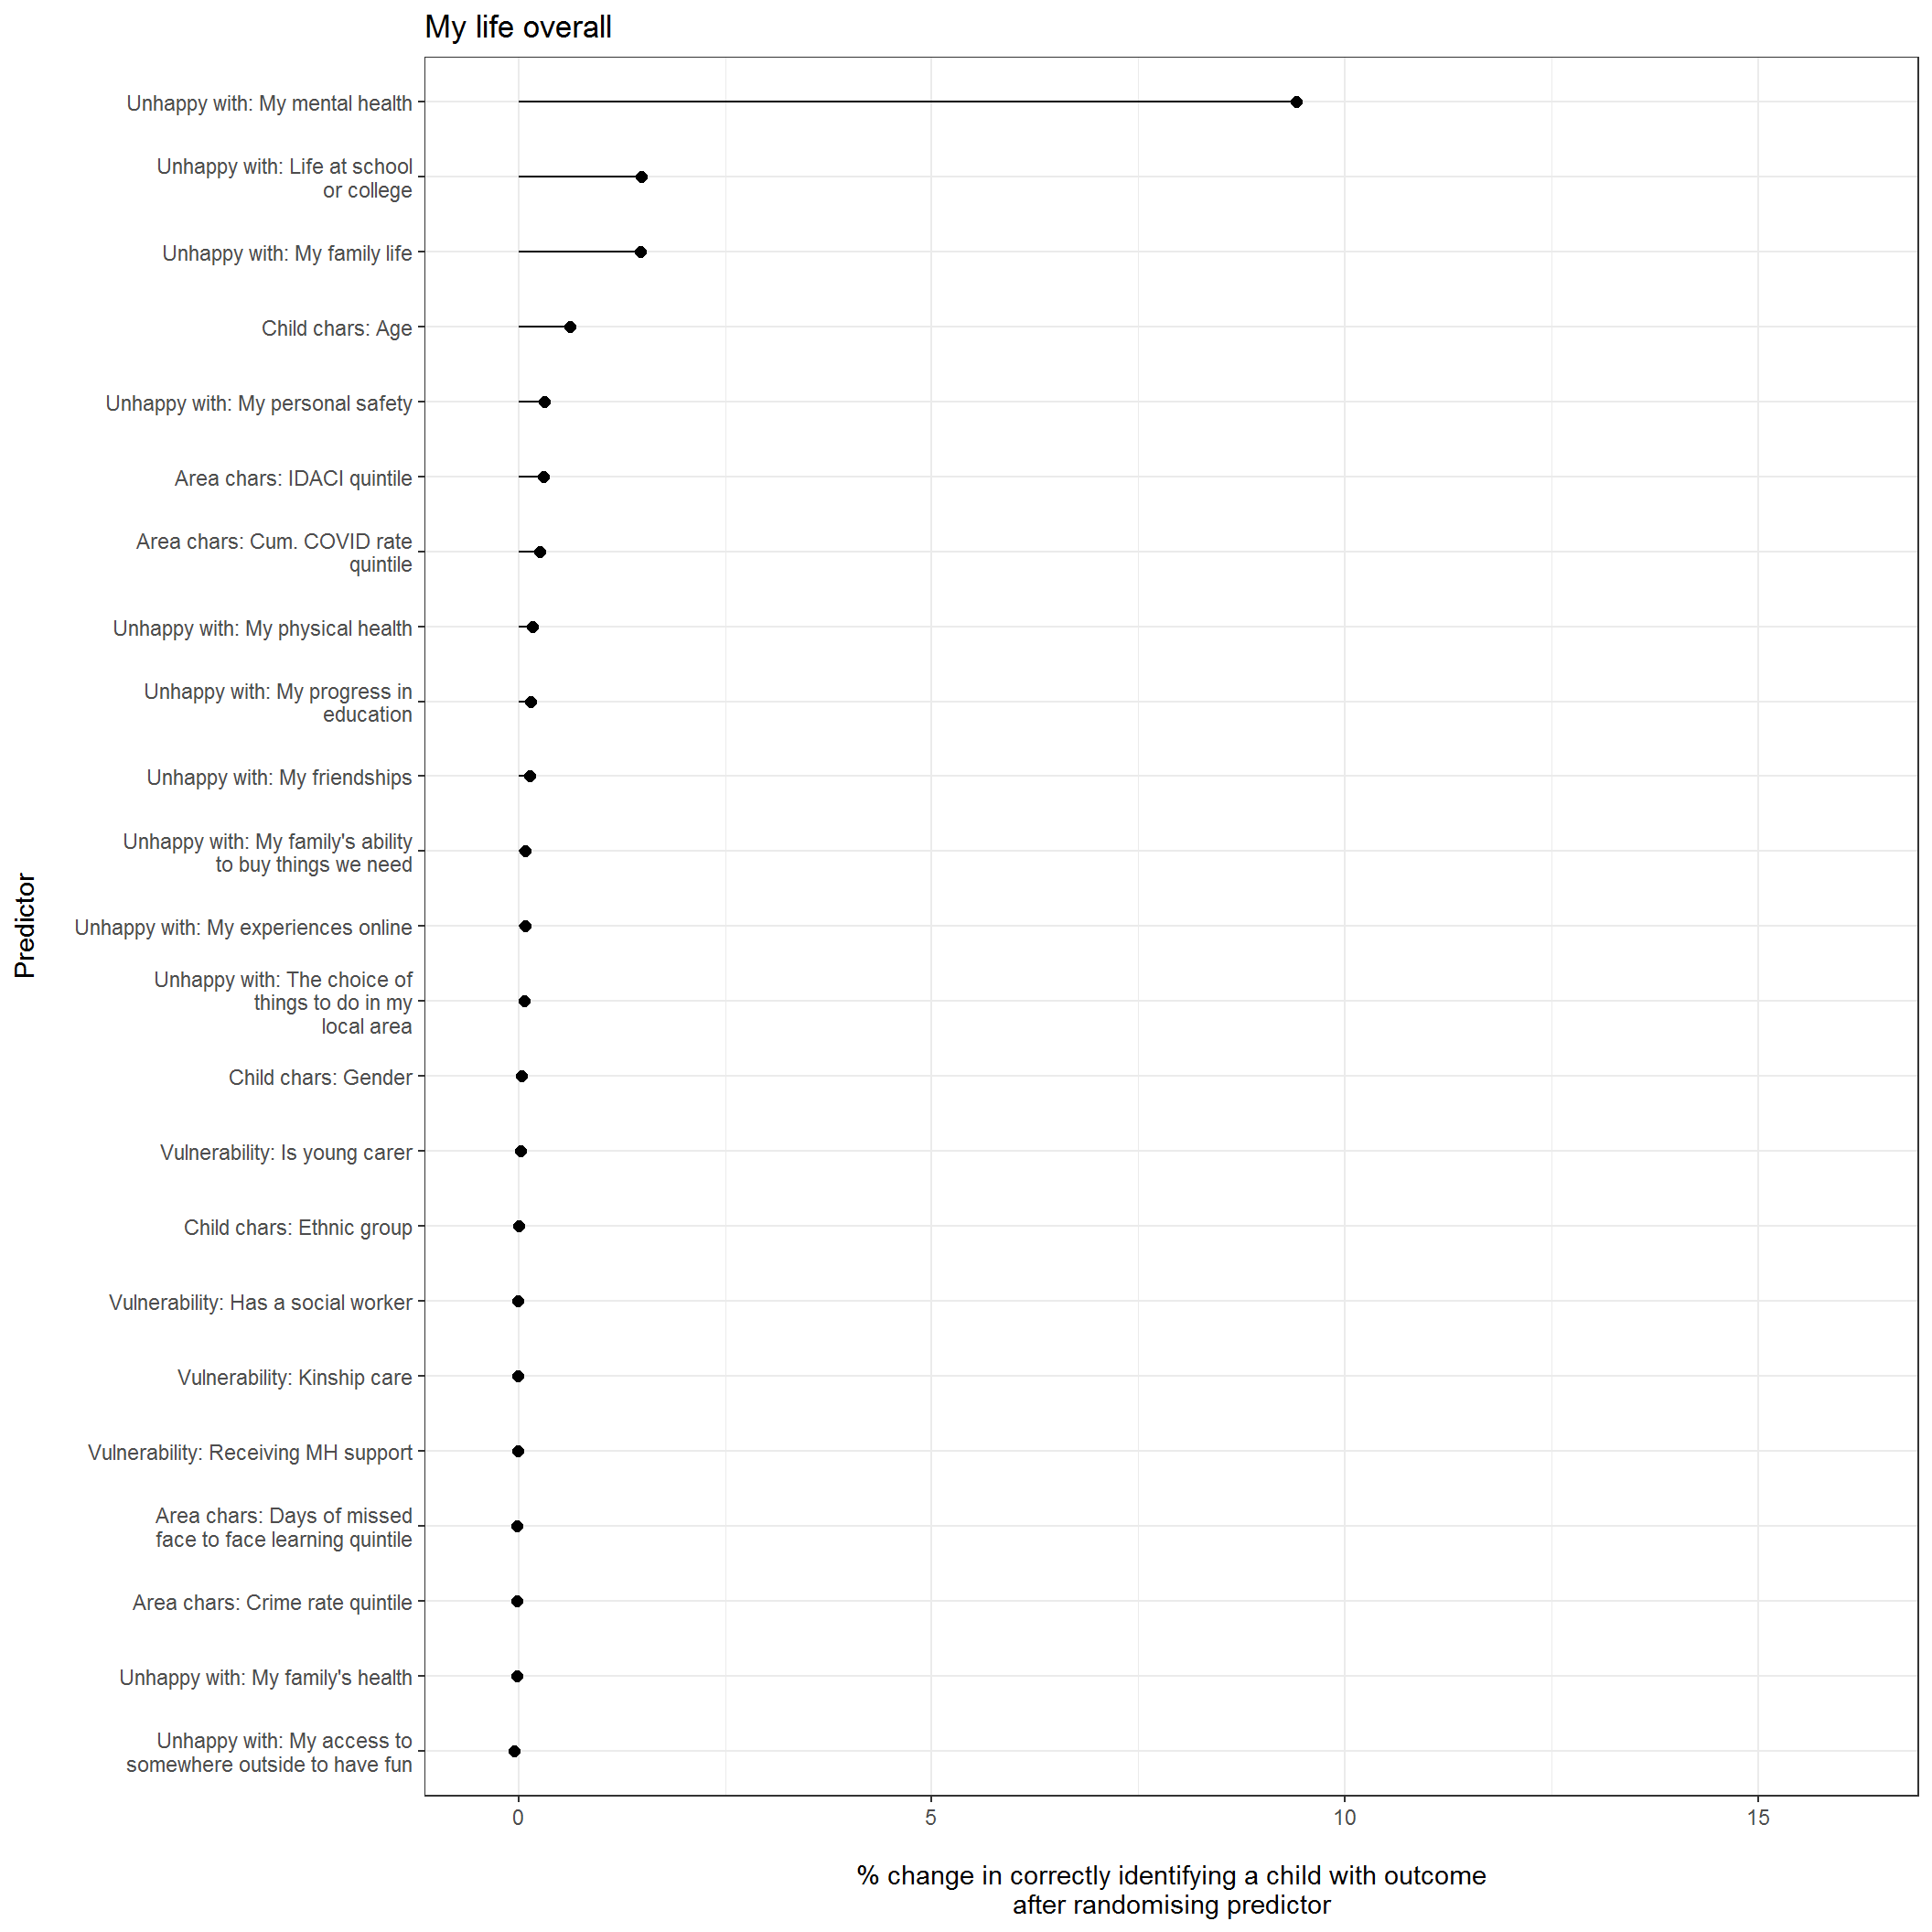 My life overall
Unhappy with: My mental health
Unhappy with: Life at school
or college
Unhappy with: My family life
Child chars: Age
Unhappy with: My personal safety
Area chars: IDACI quintile
Area chars: Cum. COVID rate
quintile
Unhappy with: My physical health
Unhappy with: My progress in
education
Unhappy with: My friendships
Unhappy with: My family's ability
to buy things we need
Unhappy with: My experiences online
Unhappy with: The choice of
things to do in my
local area
Child chars: Gender
Vulnerability: Is young carer
Child chars: Ethnic group
Vulnerability: Has a social worker
Vulnerability: Kinship care
Vulnerability: Receiving MH support
Area chars: Days of missed
face to face learning quintile
Area chars: Crime rate quintile
Unhappy with: My family's health
Unhappy with: My access to
somewhere outside to have fun
Predictor
0 5 10 15
% change in correctly identifying a child with outcome
after randomising predictor